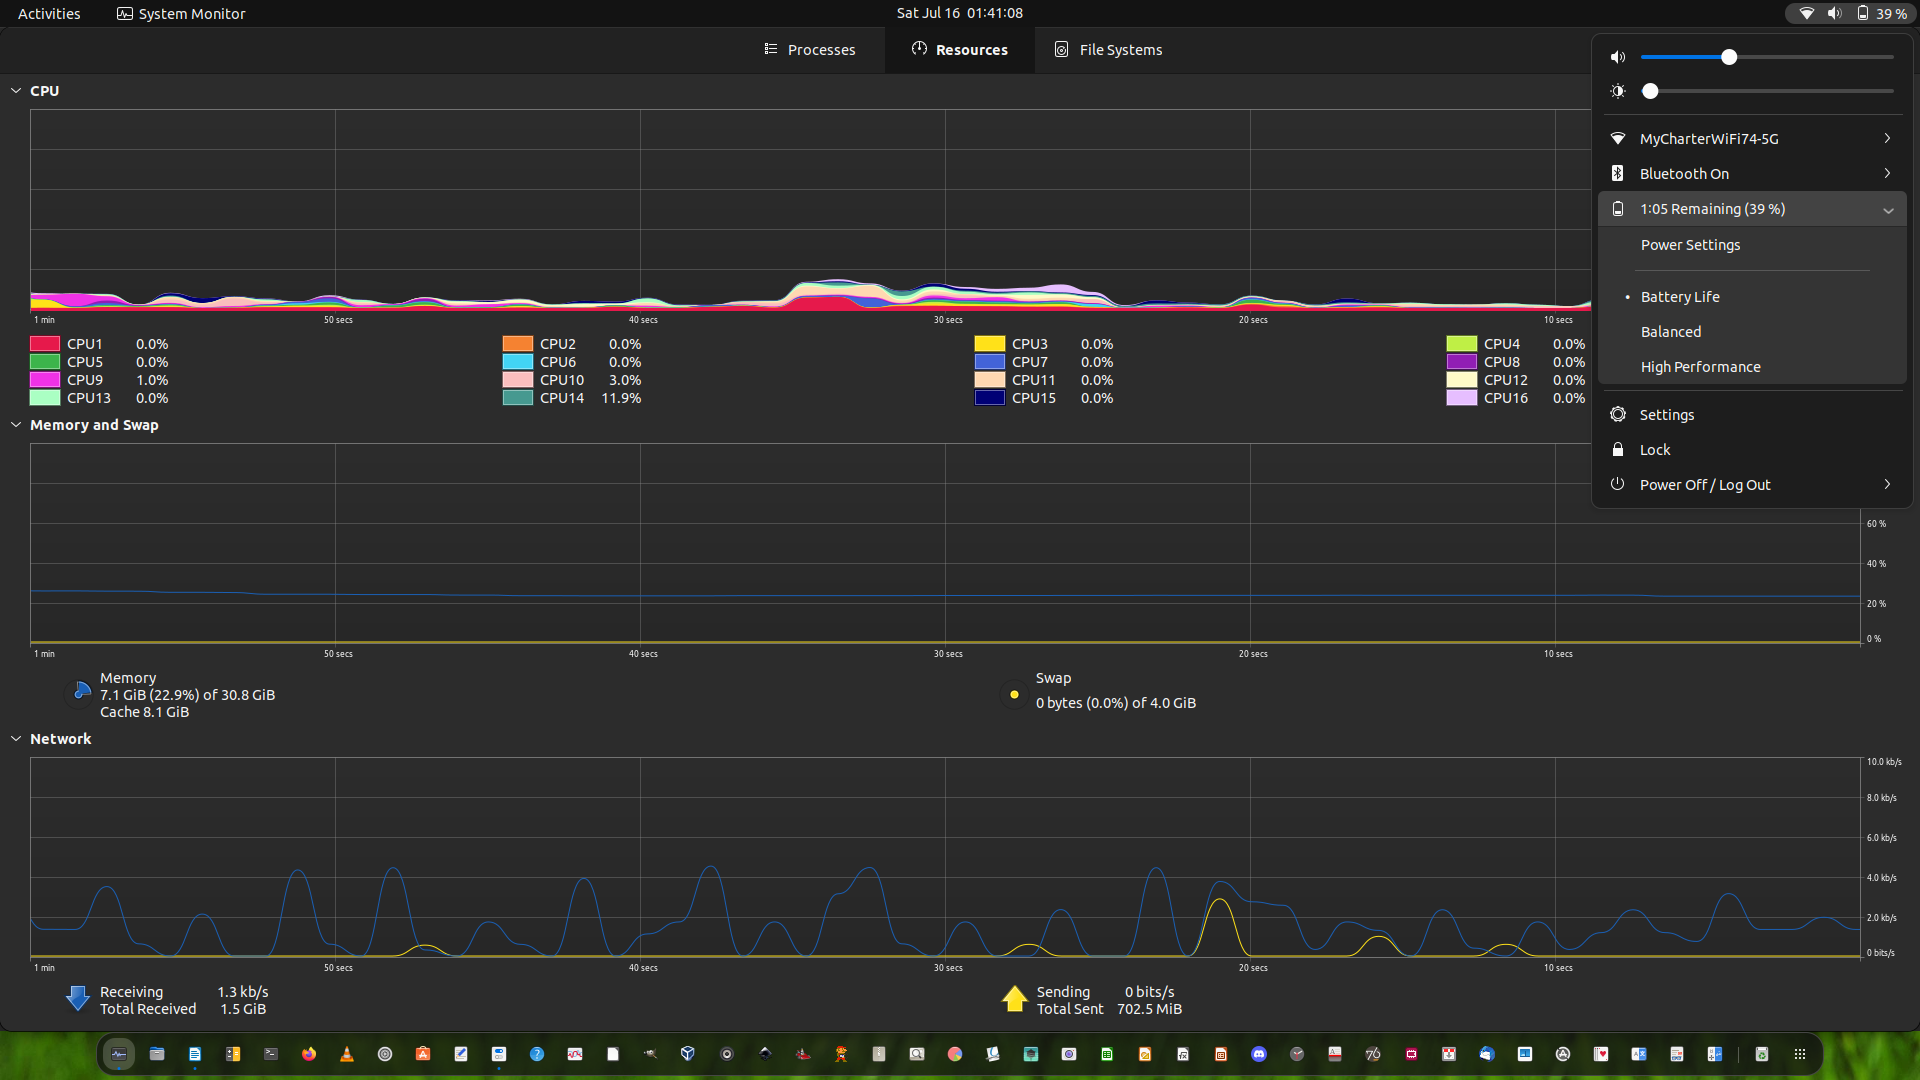 Activities
System Monitor
Sat Jul 16 01:41:08
39 %
Processes
Resources
File Systems
CPU
1 min 50 secs 40 secs 30 secs 20 secs 10 secs
CPU1 0.0% CPU2 0.0% CPU3 0.0% CPU4 0.0%
CPU5 0.0% CPU6 0.0% CPU7 0.0% CPU8 0.0%
CPU9 1.0% CPU10 3.0% CPU11 0.0% CPU12 0.0%
CPU13 0.0% CPU14 11.9% CPU15 0.0% CPU16 0.0%
MyCharterWiFi74-5G
Bluetooth On
1:05 Remaining (39 %)
Power Settings
• Battery Life
Balanced
High Performance
Settings
Lock
Power Off / Log Out
Memory and Swap
60 %
40 %
20 %
0 %
1 min 50 secs 40 secs 30 secs 20 secs 10 secs
Memory
7.1 GiB (22.9%) of 30.8 GiB
Cache 8.1 GiB
Swap
0 bytes (0.0%) of 4.0 GiB
Network
10.0 kb/s
8.0 kb/s
6.0 kb/s
4.0 kb/s
2.0 kb/s
0 bits/s
1 min 50 secs 40 secs 30 secs 20 secs 10 secs
Receiving 1.3 kb/s
Total Received 1.5 GiB
Sending 0 bits/s
Total Sent 702.5 MiB